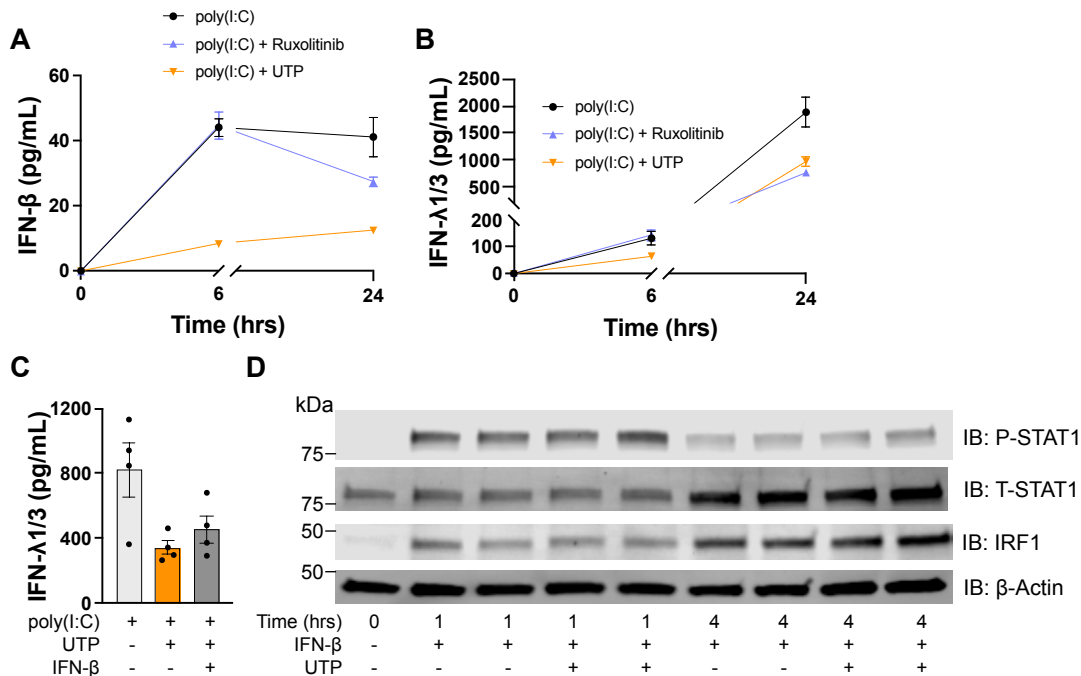 A
poly(I:C)
poly(I:C) + Ruxolitinib
poly(I:C) + UTP
IFN-β (pg/mL)
60
40
20
0
0 6 24
Time (hrs)
B
poly(I:C)
poly(I:C) + Ruxolitinib
poly(I:C) + UTP
IFN-λ1/3 (pg/mL)
2500
2000
1500
1000
500
200
100
0
0 6 24
Time (hrs)
C
IFN-λ1/3 (pg/mL)
1200
800
400
0
poly(I:C) + + +
UTP - + +
IFN-β - - +
D
kDa
75 IB: P-STAT1
75 IB: T-STAT1
50 IB: IRF1
50 IB: β-Actin
Time (hrs) 0 1 1 1 1 4 4 4 4
IFN-β - + + + + + + + +
UTP - - - + + - - + +